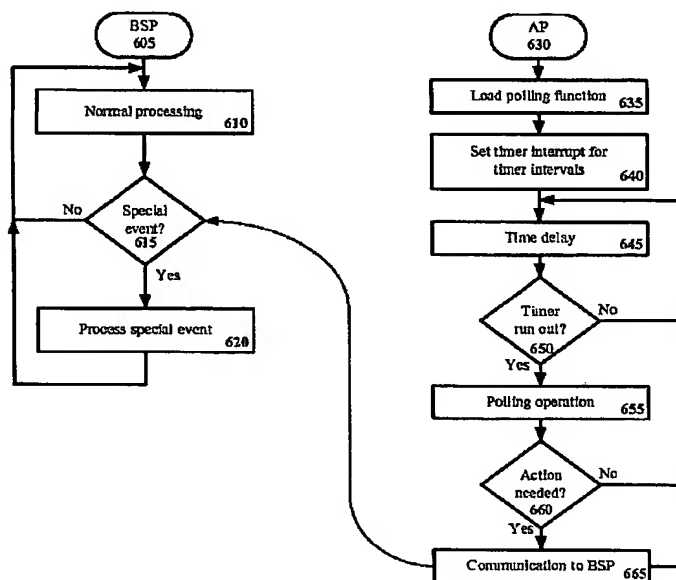 BSP
605
Normal processing
610
Special
event?
615
No
Yes
Process special event
620
AP
630
Load polling function
635
Set timer interrupt for
timer intervals
640
Time delay
645
Timer
run out?
650
No
Yes
Polling operation
655
Action
needed?
660
No
Yes
Communication to BSP
665